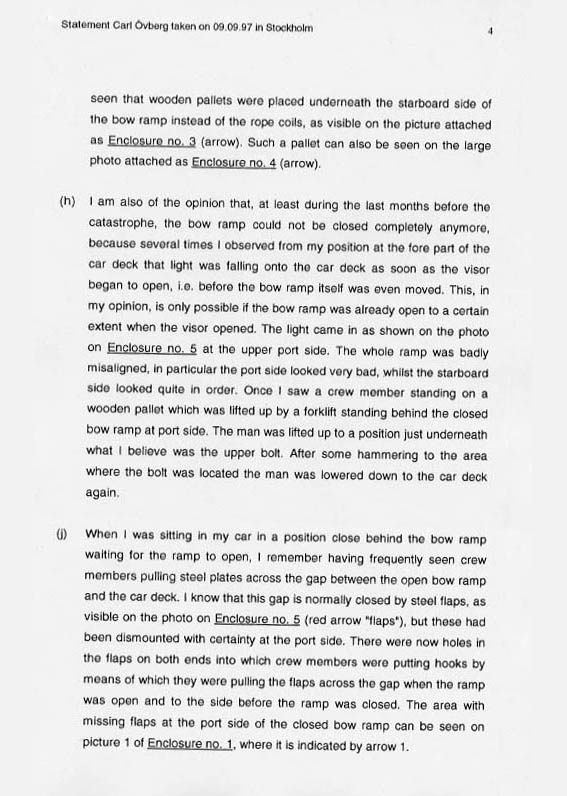 Statement Carl Övberg taken on 09.09.97 in Stockholm
4
seen that wooden pallets were placed underneath the starboard side of
the bow ramp instead of the rope coils, as visible on the picture attached
as Enclosure no. 3 (arrow). Such a pallet can also be seen on the large
photo attached as Enclosure no. 4 (arrow).
(h) I am also of the opinion that, at least during the last months before the
catastrophe, the bow ramp could not be closed completely anymore,
because several times I observed from my position at the fore part of the
car deck that light was falling onto the car deck as soon as the visor
began to open, i.e. before the bow ramp itself was even moved. This, in
my opinion, is only possible if the bow ramp was already open to a certain
extent when the visor opened. The light came in as shown on the photo
on Enclosure no. 5 at the upper port side. The whole ramp was badly
misaligned, in particular the port side looked very bad, whilst the starboard
side looked quite in order. Once I saw a crew member standing on a
wooden pallet which was lifted up by a forklift standing behind the closed
bow ramp at port side. The man was lifted up to a position just underneath
what I believe was the upper bolt. After some hammering to the area
where the bolt was located the man was lowered down to the car deck
again.
(j) When I was sitting in my car in a position close behind the bow ramp
waiting for the ramp to open, I remember having frequently seen crew
members pulling steel plates across the gap between the open bow ramp
and the car deck. I know that this gap is normally closed by steel flaps, as
visible on the photo on Enclosure no. 5 (red arrow "flaps"), but these had
been dismounted with certainty at the port side. There were now holes in
the flaps on both ends into which crew members were putting hooks by
means of which they were pulling the flaps across the gap when the ramp
was open and to the side before the ramp was closed. The area with
missing flaps at the port side of the closed bow ramp can be seen on
picture 1 of Enclosure no. 1, where it is indicated by arrow 1.